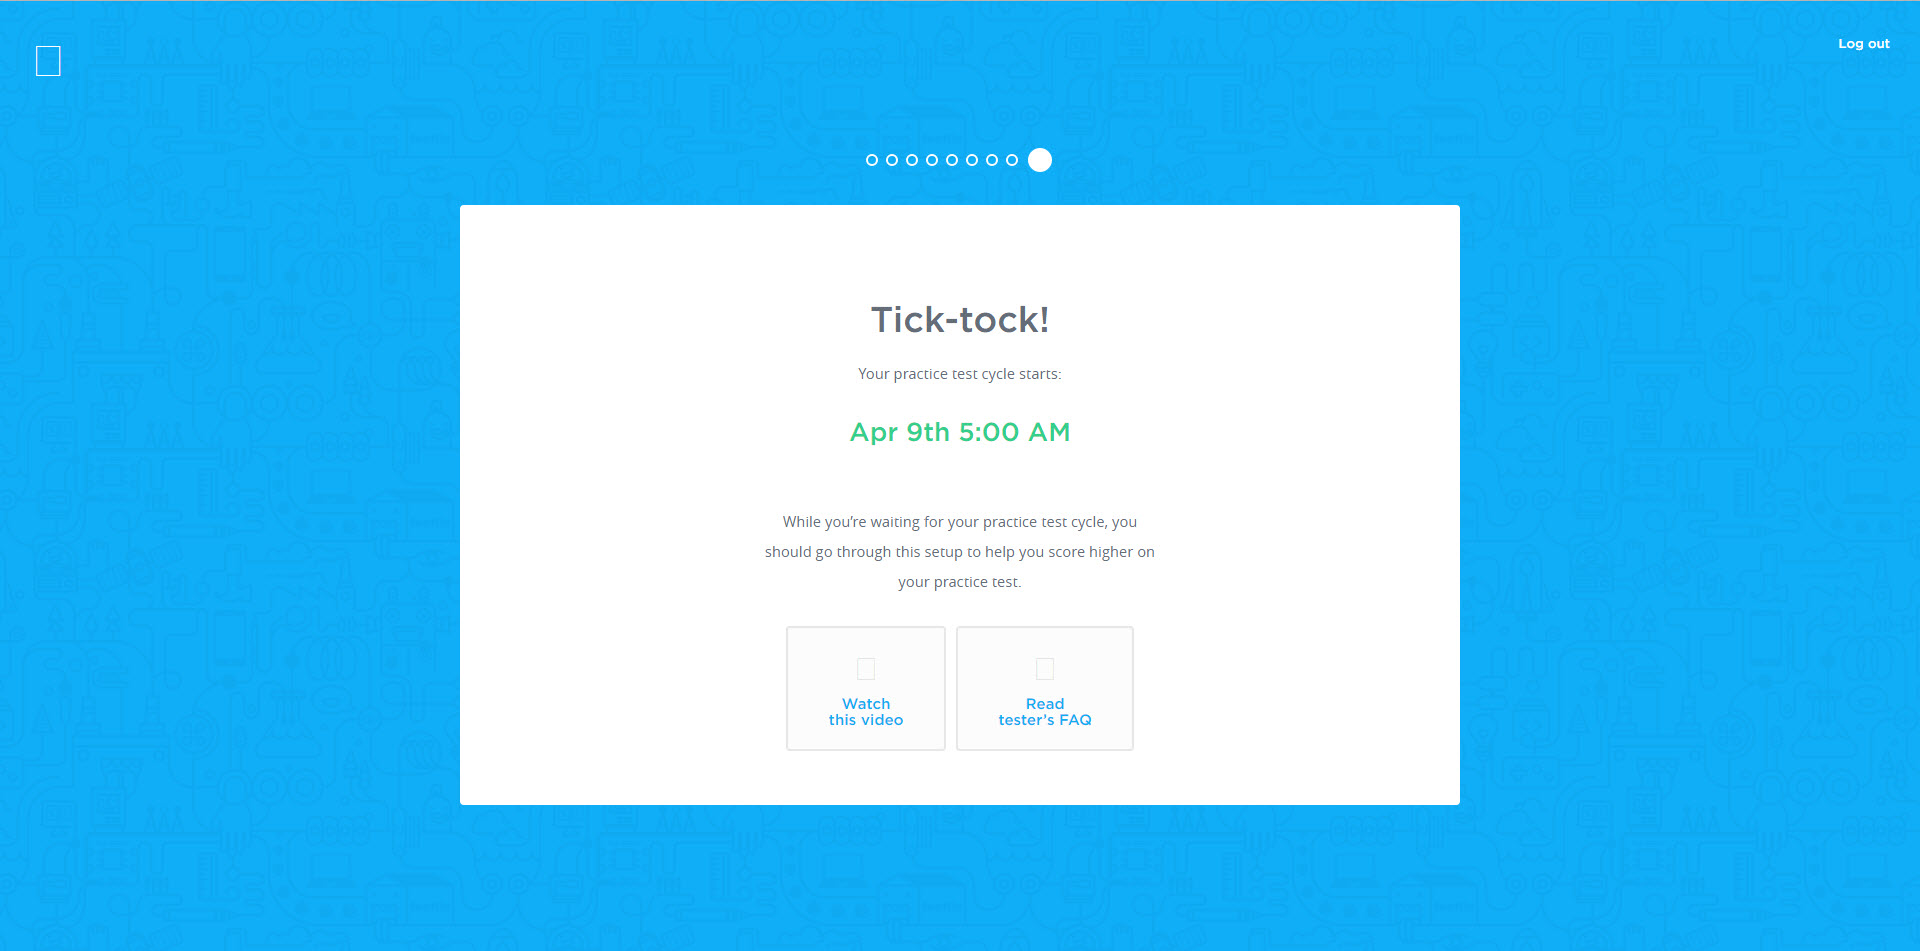 Log out
Tick-tock!
Your practice test cycle starts:
Apr 9th 5:00 AM
While you’re waiting for your practice test cycle, you
should go through this setup to help you score higher on
your practice test.
Watch
this video
Read
tester’s FAQ